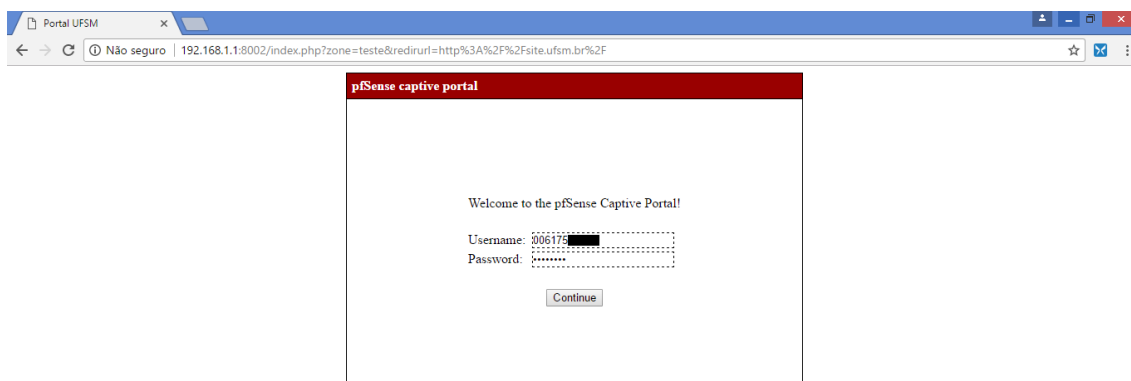 Portal UFSM
Não seguro | 192.168.1.1:8002/index.php?zone=teste&redirurl=http%3A%2F%2Fsite.ufsm.br%2F
pfSense captive portal
Welcome to the pfSense Captive Portal!
Username: 006175
Password: ••••••••
Continue